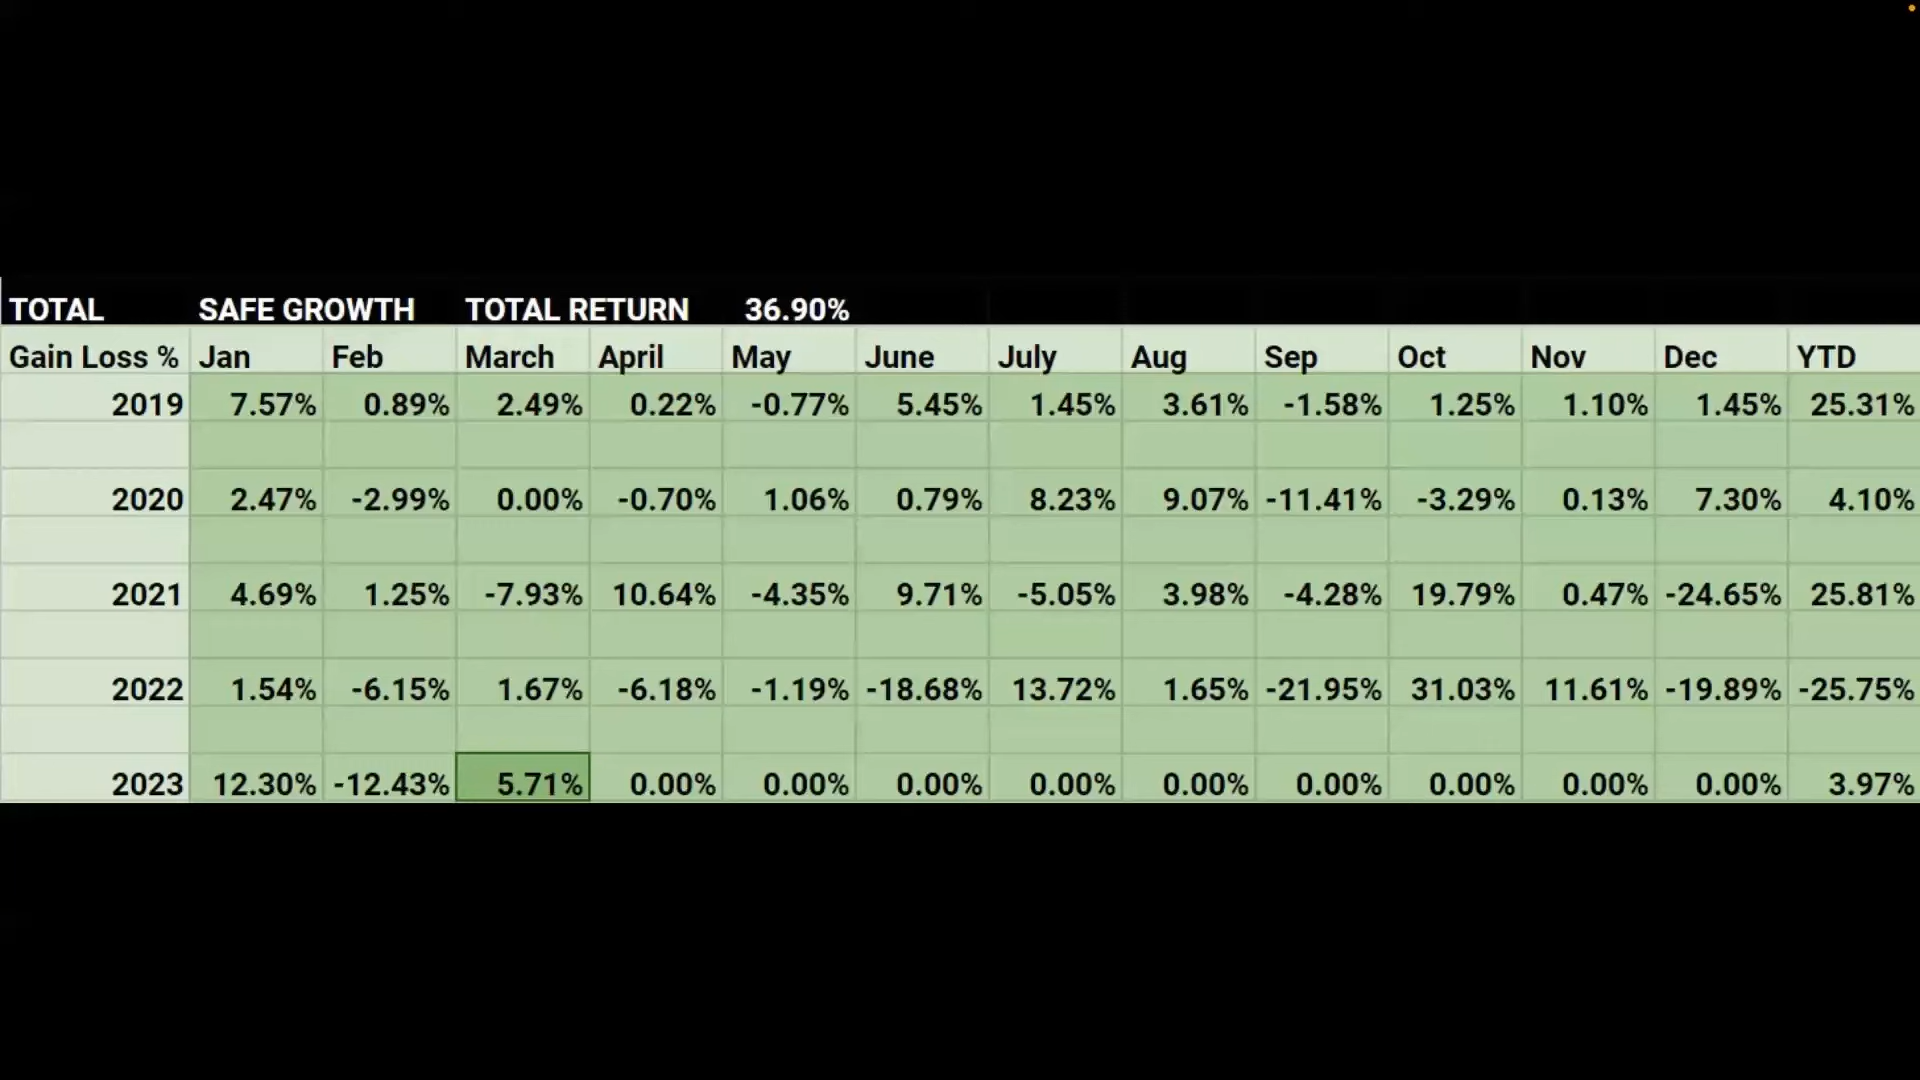 TOTAL SAFE GROWTH TOTAL RETURN 36.90%
Gain Loss % Jan Feb March April May June July Aug Sep Oct Nov Dec YTD
2019 7.57% 0.89% 2.49% 0.22% -0.77% 5.45% 1.45% 3.61% -1.58% 1.25% 1.10% 1.45% 25.31%
2020 2.47% -2.99% 0.00% -0.70% 1.06% 0.79% 8.23% 9.07% -11.41% -3.29% 0.13% 7.30% 4.10%
2021 4.69% 1.25% -7.93% 10.64% -4.35% 9.71% -5.05% 3.98% -4.28% 19.79% 0.47% -24.65% 25.81%
2022 1.54% -6.15% 1.67% -6.18% -1.19% -18.68% 13.72% 1.65% -21.95% 31.03% 11.61% -19.89% -25.75%
2023 12.30% -12.43% 5.71% 0.00% 0.00% 0.00% 0.00% 0.00% 0.00% 0.00% 0.00% 0.00% 3.97%